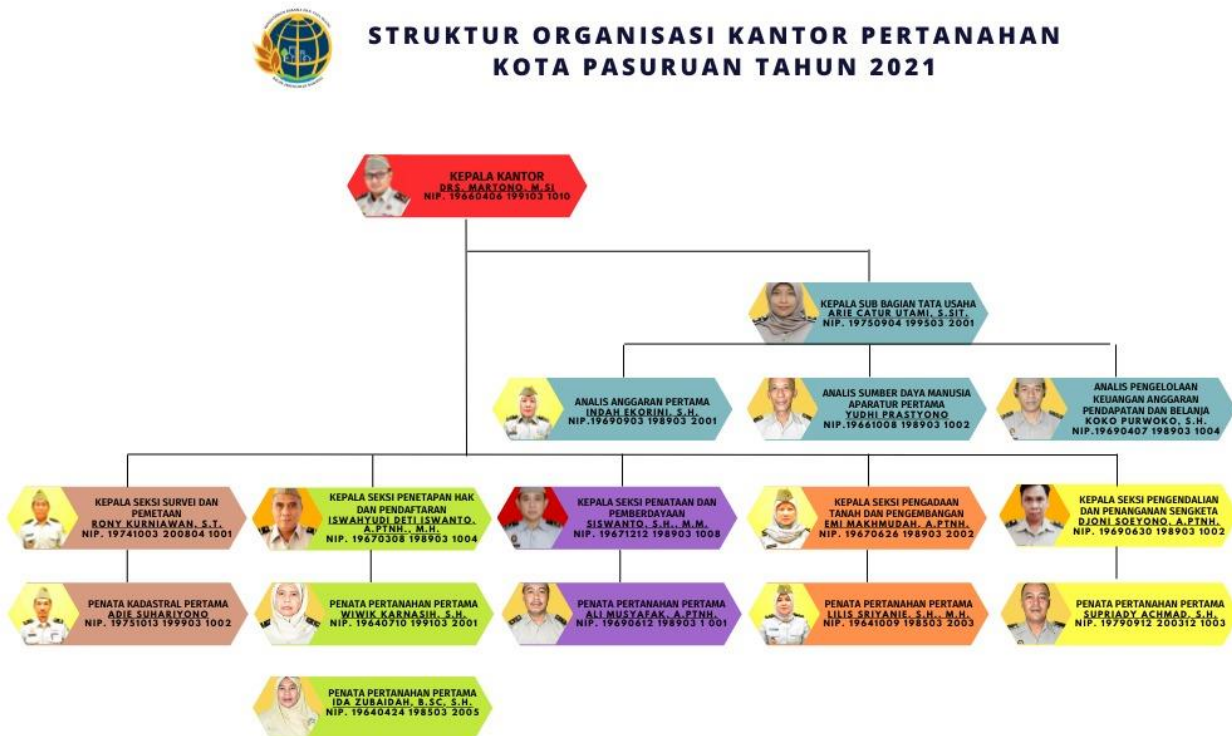 STRUKTUR ORGANISASI KANTOR PERTANAHAN
KOTA PASURUAN TAHUN 2021
KEPALA KANTOR
DRS. MARTONO, M.SI
NIP. 19660406 199103 1010
KEPALA SUB BAGIAN TATA USAHA
ARIE CATUR UTAMI, S.SIT.
NIP. 19750904 199503 2001
ANALIS ANGGARAN PERTAMA
INDAH EKORINI, S.H.
NIP.19690903 198903 2001
ANALIS SUMBER DAYA MANUSIA
APARATUR PERTAMA
YUDHI PRASTYONO
NIP.19661008 198903 1002
ANALIS PENGELOLAAN
KEUANGAN ANGGARAN
PENDAPATAN DAN BELANJA
KOKO PURWOKO, S.H.
NIP.19690407 198903 1004
KEPALA SEKSI SURVEI DAN
PEMETAAN
RONY KURNIAWAN, S.T.
NIP. 19741003 200804 1001
KEPALA SEKSI PENETAPAN HAK
DAN PENDAFTARAN
ISWAHYUDI DETI ISWANTO,
A.PTNH., M.H.
NIP. 19670308 198903 1004
KEPALA SEKSI PENATAAN DAN
PEMBERDAYAAN
SISWANTO, S.H., M.M.
NIP. 19671212 198903 1008
KEPALA SEKSI PENGADAAN
TANAH DAN PENGEMBANGAN
EMI MAKHMUDAH, A.PTNH.
NIP. 19670626 198903 2002
KEPALA SEKSI PENGENDALIAN
DAN PENANGANAN SENGKETA
DJONI SOEYONO, A.PTNH.
NIP. 19690630 198903 1002
PENATA KADASTRAL PERTAMA
ADIE SUHARIYONO
NIP. 19751013 199903 1002
PENATA PERTANAHAN PERTAMA
WIWIK KARNASIH, S.H.
NIP. 19640710 199103 2001
PENATA PERTANAHAN PERTAMA
ALI MUSYAFAK, A.PTNH.
NIP. 19690612 198903 1 001
PENATA PERTANAHAN PERTAMA
LILIS SRIYANIE, S.H., M.H.
NIP. 19641009 198503 2003
PENATA PERTANAHAN PERTAMA
SUPRIADY ACHMAD, S.H.
NIP. 19790912 200312 1003
PENATA PERTANAHAN PERTAMA
IDA ZUBAIDAH, B.SC, S.H.
NIP. 19640424 198503 2005